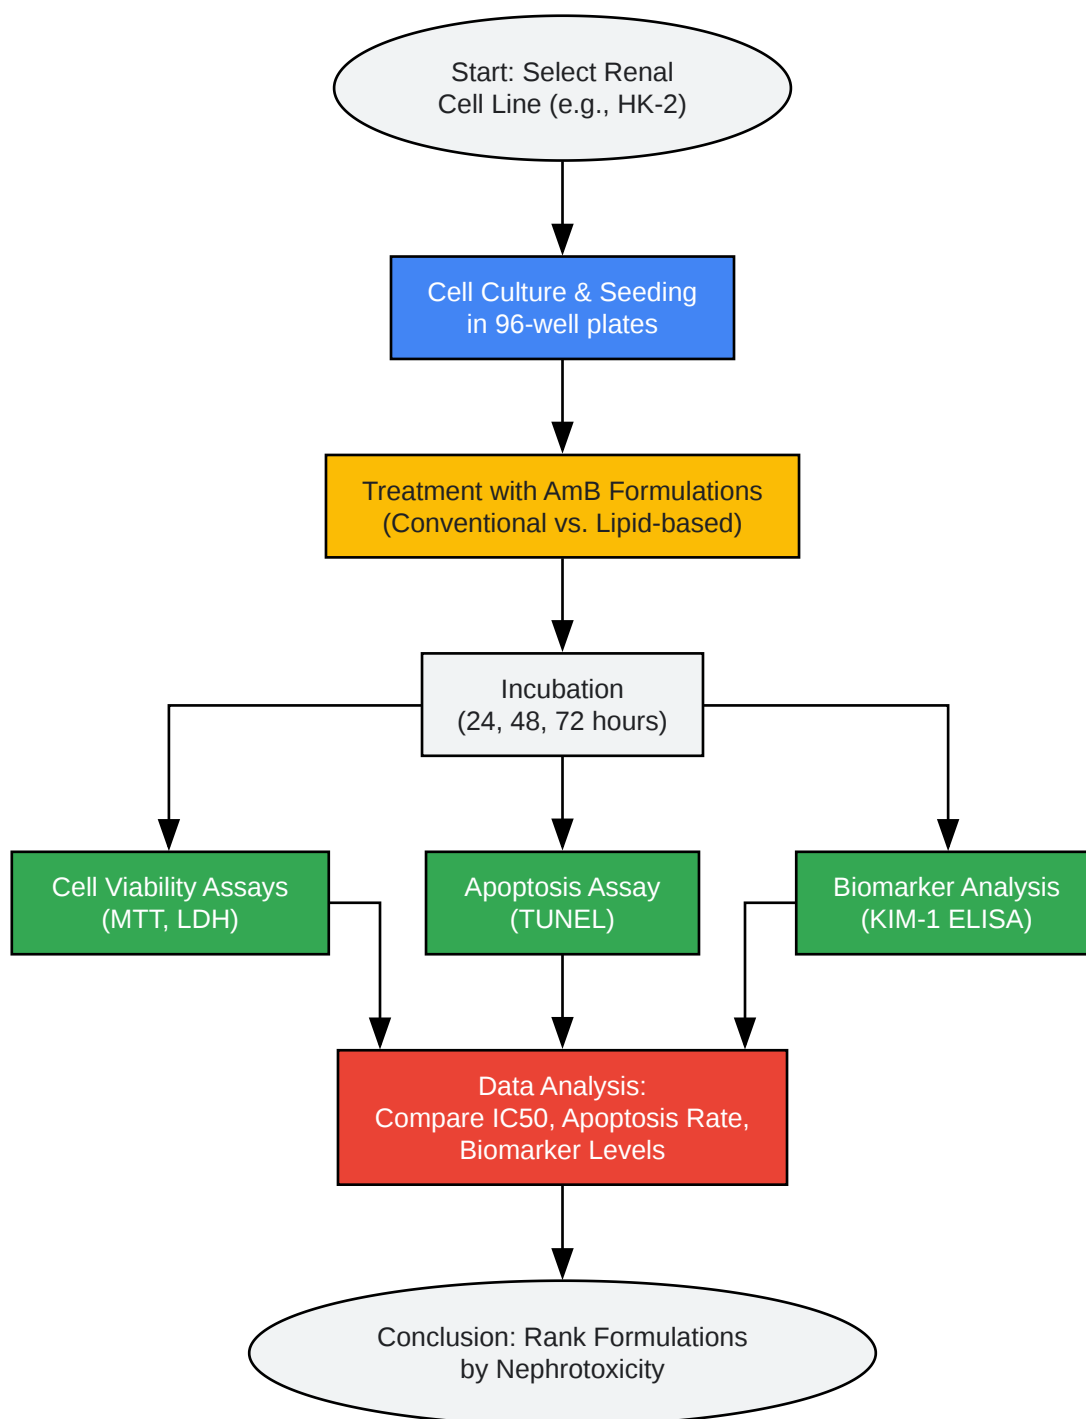 Start: Select Renal
Cell Line (e.g., HK-2)
Cell Culture & Seeding
in 96-well plates
Treatment with AmB Formulations
(Conventional vs. Lipid-based)
Incubation
(24, 48, 72 hours)
Cell Viability Assays
(MTT, LDH)
Apoptosis Assay
(TUNEL)
Biomarker Analysis
(KIM-1 ELISA)
Data Analysis:
Compare IC50, Apoptosis Rate,
Biomarker Levels
Conclusion: Rank Formulations
by Nephrotoxicity